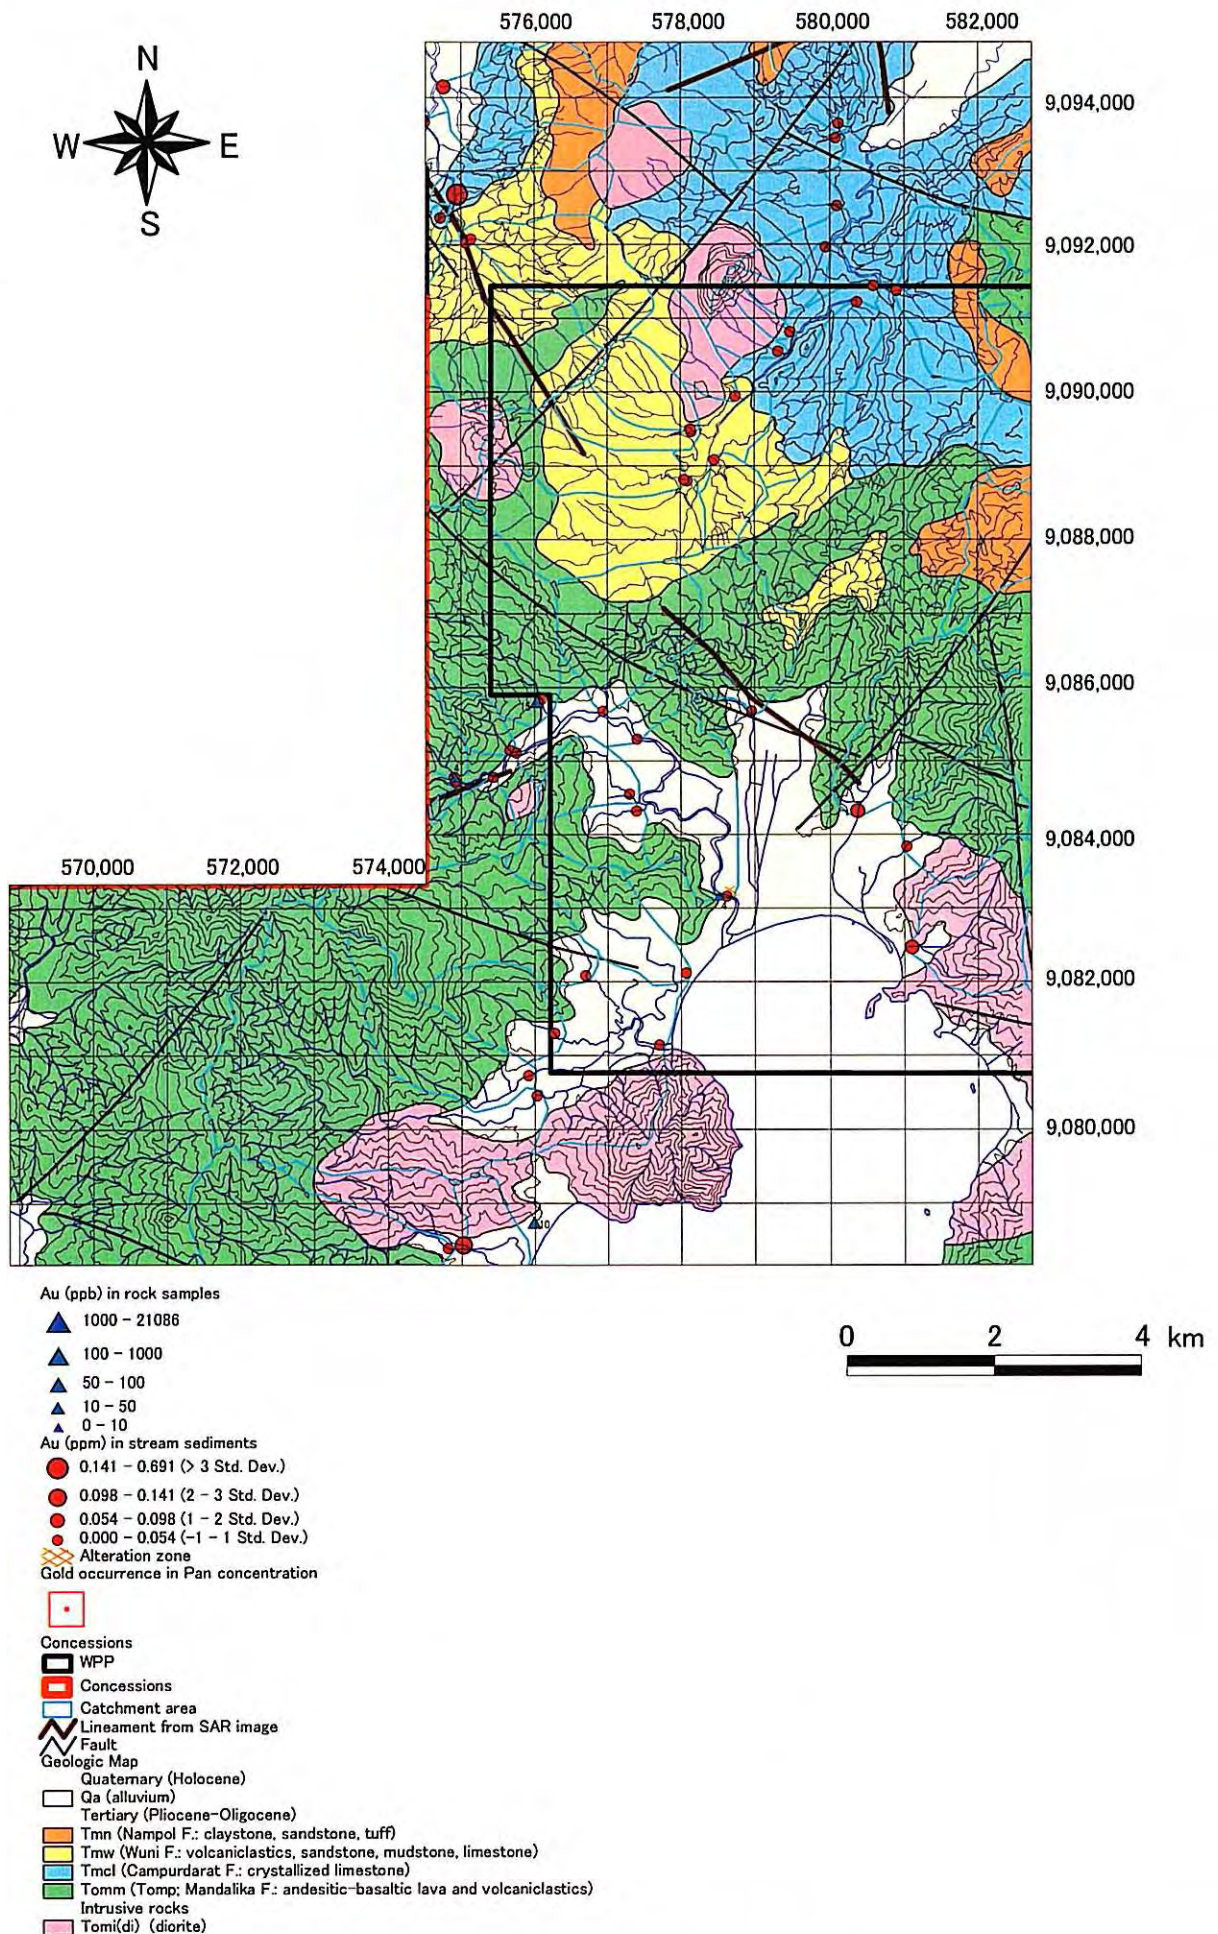 576,000 578,000 580,000 582,000
N
W E
S
9,094,000
9,092,000
9,090,000
9,088,000
9,086,000
9,084,000
570,000 572,000 574,000
9,082,000
9,080,000
10
Au (ppb) in rock samples
1000 - 21086
100 - 1000
50 - 100
10 - 50
0 - 10
Au (ppm) in stream sediments
0.141 - 0.691 (> 3 Std. Dev.)
0.098 - 0.141 (2 - 3 Std. Dev.)
0.054 - 0.098 (1 - 2 Std. Dev.)
0.000 - 0.054 (-1 - 1 Std. Dev.)
Alteration zone
Gold occurrence in Pan concentration
Concessions
WPP
Concessions
Catchment area
Lineament from SAR image
Fault
Geologic Map
Quaternary (Holocene)
Qa (alluvium)
Tertiary (Pliocene-Oligocene)
Tmn (Nampol F.: claystone, sandstone, tuff)
Tmw (Wuni F.: volcaniclastics, sandstone, mudstone, limestone)
Tmcl (Campurdarat F.: crystallized limestone)
Tomm (Tomp; Mandalika F.: andesitic-basaltic lava and volcaniclastics)
Intrusive rocks
Tomi(di) (diorite)
0 2 4 km